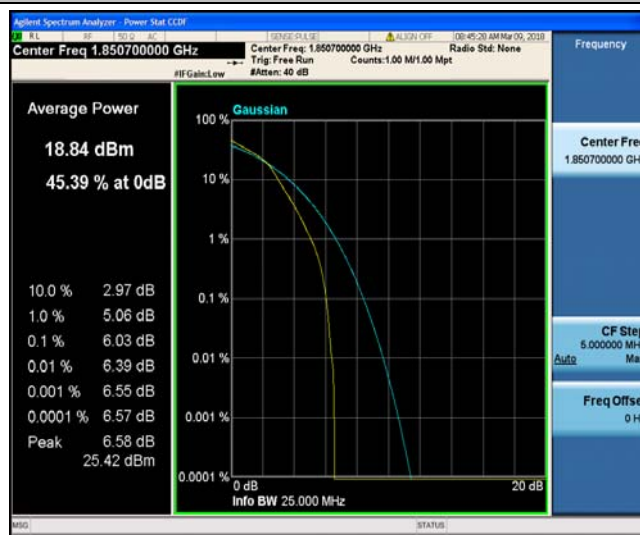 Agilent Spectrum Analyzer - Power Stat CCDF
RL RF 50 Ω AC SENSE:PULSE ALIGN OFF 08:45:20 AM Mar 09, 2018
Center Freq 1.850700000 GHz
Center Freq: 1.850700000 GHz Radio Std: None
Trig: Free Run Counts:1.00 M/1.00 Mpt
#IFGain:Low #Atten: 40 dB
Frequency
Average Power
18.84 dBm
45.39 % at 0dB
10.0 % 2.97 dB
1.0 % 5.06 dB
0.1 % 6.03 dB
0.01 % 6.39 dB
0.001 % 6.55 dB
0.0001 % 6.57 dB
Peak 6.58 dB
25.42 dBm
Gaussian
100 %
10 %
1 %
0.1 %
0.01 %
0.001 %
0.0001 %
0 dB 20 dB
Info BW 25.000 MHz
Center Fre
1.850700000 GH
CF Ste
5.000000 MH
Auto Ma
Freq Offse
0 H
MSG STATUS